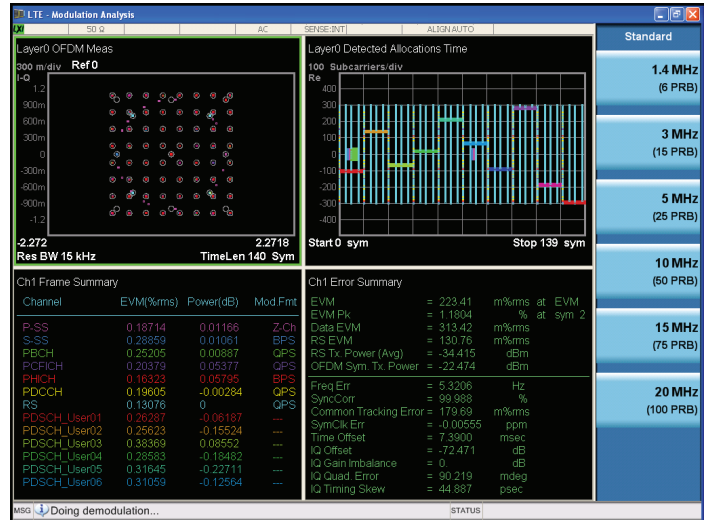 LTE - Modulation Analysis
LXI 50 Ω AC SENSE:INT ALIGN AUTO
Layer0 OFDM Meas
300 m/div Ref 0
I-Q
1.2
900m
600m
300m
0
-300m
-600m
-900m
-1.2
-2.272 2.2718
Res BW 15 kHz TimeLen 140 Sym
Layer0 Detected Allocations Time
100 Subcarriers/div
Re
400
300
200
100
0
-100
-200
-300
-400
Start 0 sym Stop 139 sym
Ch1 Frame Summary
Channel EVM(%rms) Power(dB) Mod.Fmt
P-SS 0.18714 0.01166 Z-Ch
S-SS 0.28859 0.01061 BPS
PBCH 0.25205 0.00887 QPS
PCFICH 0.20379 0.05377 QPS
PHICH 0.16323 0.05795 BPS
PDCCH 0.19605 -0.00284 QPS
RS 0.13076 0 QPS
PDSCH_User01 0.26287 -0.06187 ---
PDSCH_User02 0.25623 -0.15524 ---
PDSCH_User03 0.38369 0.08552 ---
PDSCH_User04 0.28583 -0.18482 ---
PDSCH_User05 0.31645 -0.22711 ---
PDSCH_User06 0.31059 -0.12564 ---
Ch1 Error Summary
EVM = 223.41 m%rms at EVM
EVM Pk = 1.1804 % at sym 2
Data EVM = 313.42 m%rms
RS EVM = 130.76 m%rms
RS Tx. Power (Avg) = -34.415 dBm
OFDM Sym. Tx. Power = -22.474 dBm
Freq Err = 5.3206 Hz
SyncCorr = 99.988 %
Common Tracking Error = 179.69 m%rms
SymClk Err = -0.00555 ppm
Time Offset = 7.3900 msec
IQ Offset = -72.471 dB
IQ Gain Imbalance = 0. dB
IQ Quad. Error = 90.219 mdeg
IQ Timing Skew = 44.887 psec
Standard
1.4 MHz
(6 PRB)
3 MHz
(15 PRB)
5 MHz
(25 PRB)
10 MHz
(50 PRB)
15 MHz
(75 PRB)
20 MHz
(100 PRB)
MSG Doing demodulation... STATUS